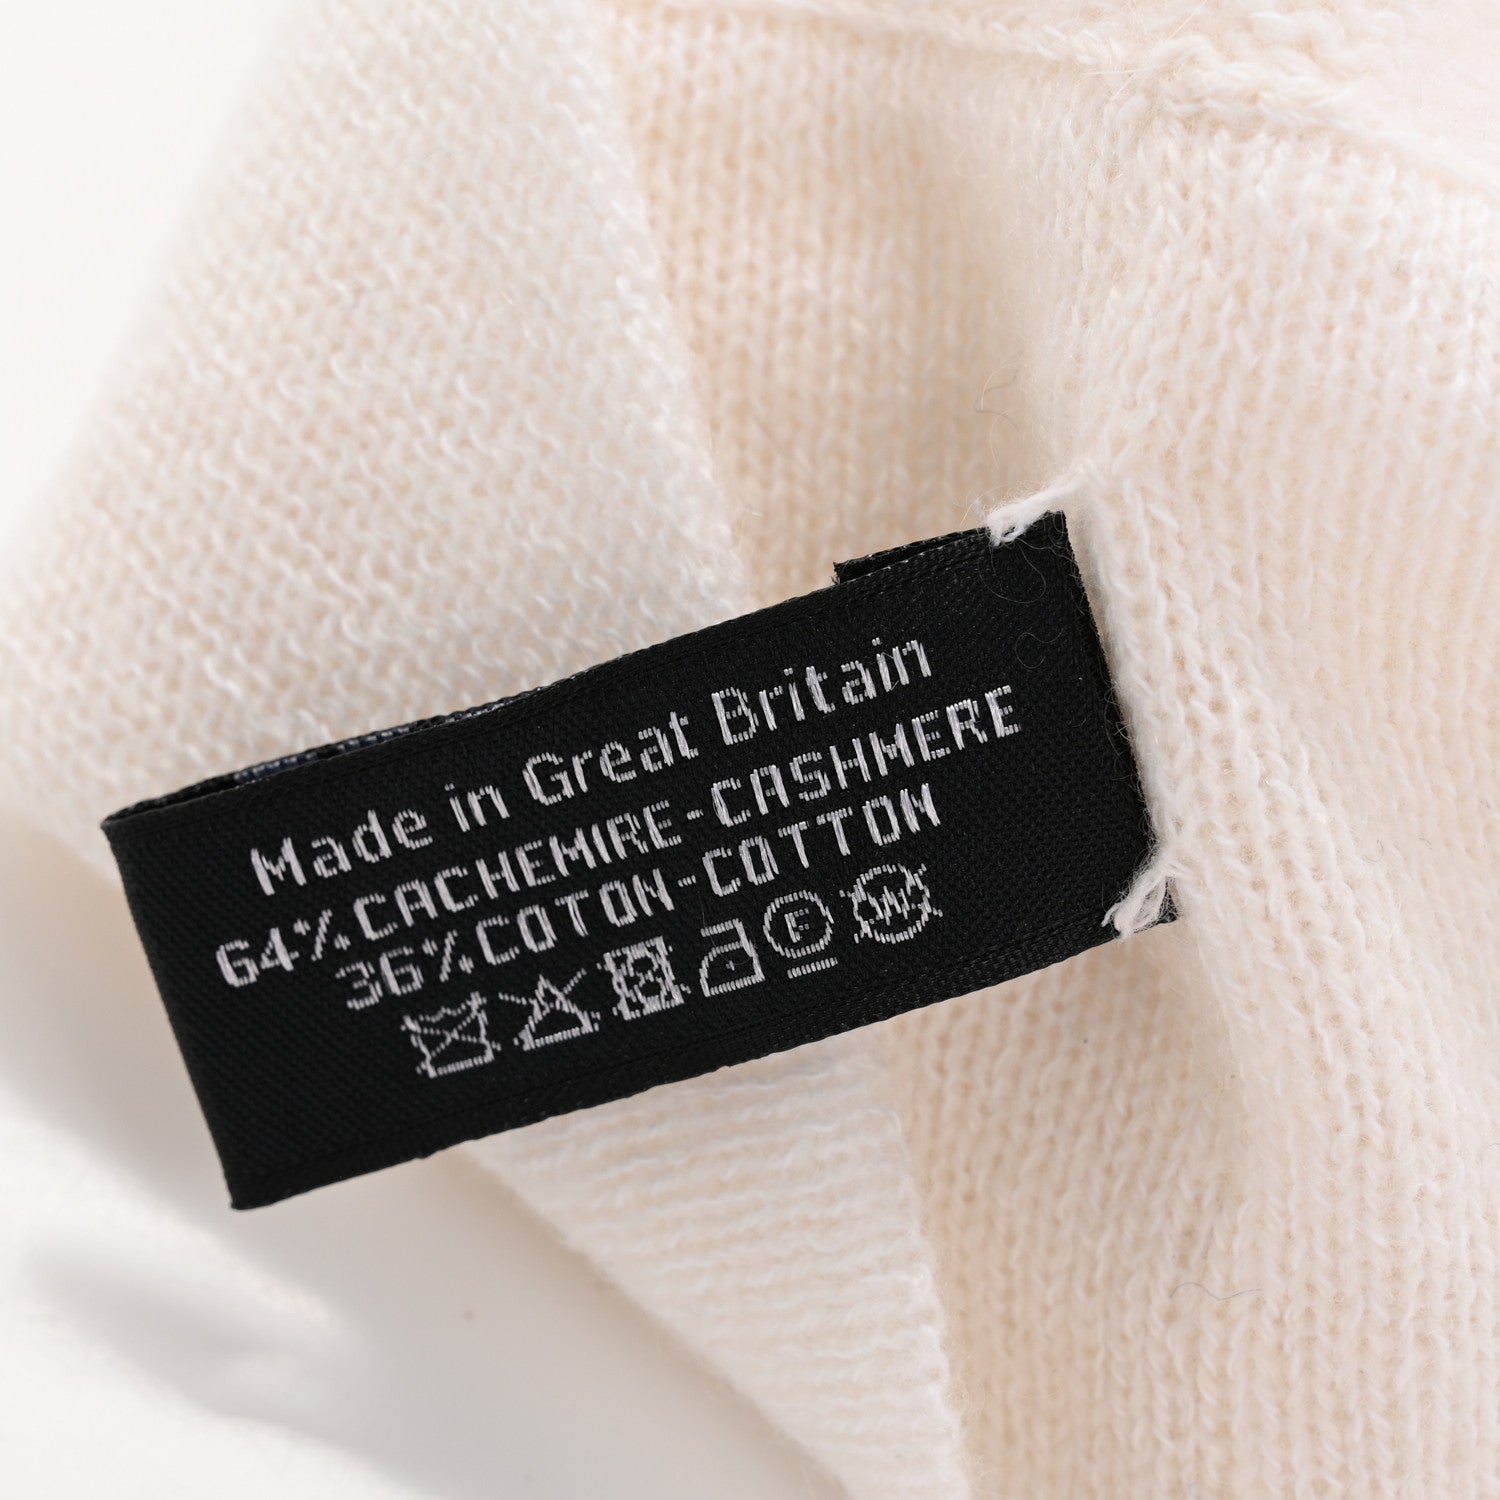 Made in Great Britain
64% CACHEMIRE-CASHMERE
36% COTON-COTTON
F W